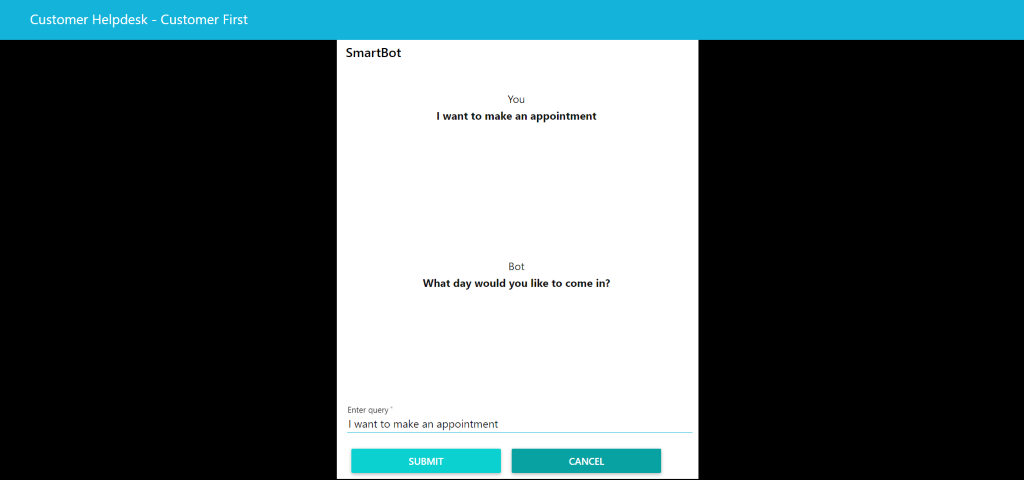 Customer Helpdesk - Customer First
SmartBot
You
I want to make an appointment
Bot
What day would you like to come in?
Enter query *
I want to make an appointment
SUBMIT
CANCEL